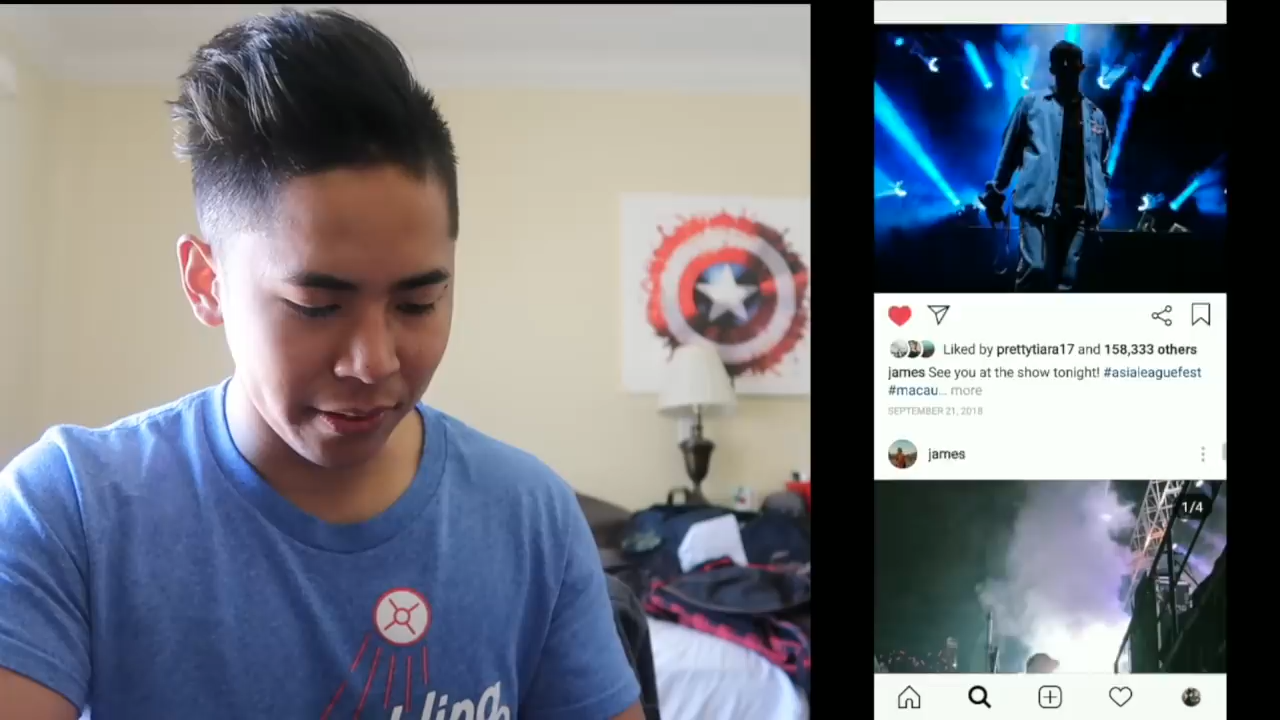 Liked by prettytiara17 and 158,333 others
james See you at the show tonight! #asialeaguefest
#macau... more
SEPTEMBER 21, 2018
james
1/4